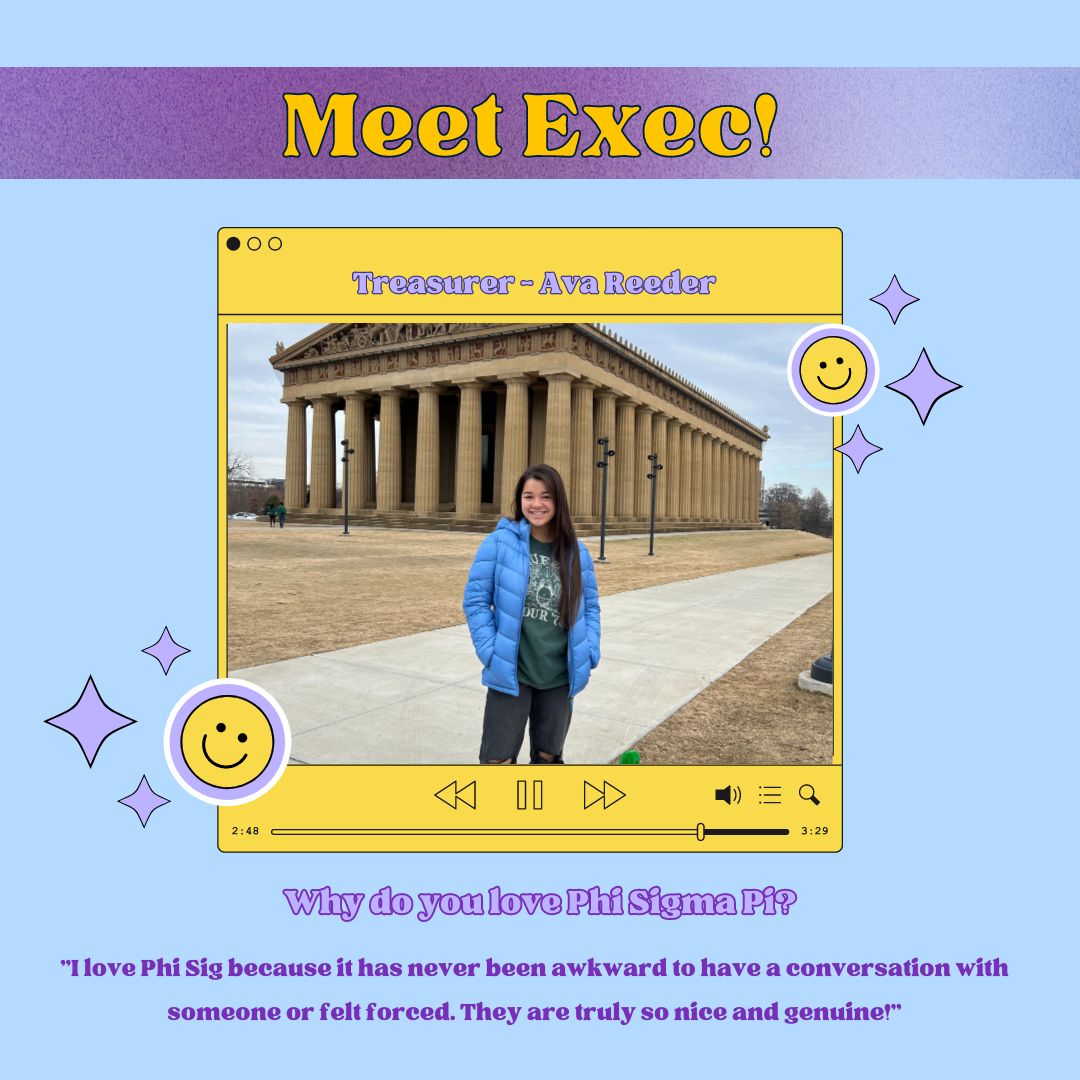 Meet Exec!
Treasurer ~ Ava Reeder
2:48
3:29
Why do you love Phi Sigma Pi?
"I love Phi Sig because it has never been awkward to have a conversation with
someone or felt forced. They are truly so nice and genuine!"